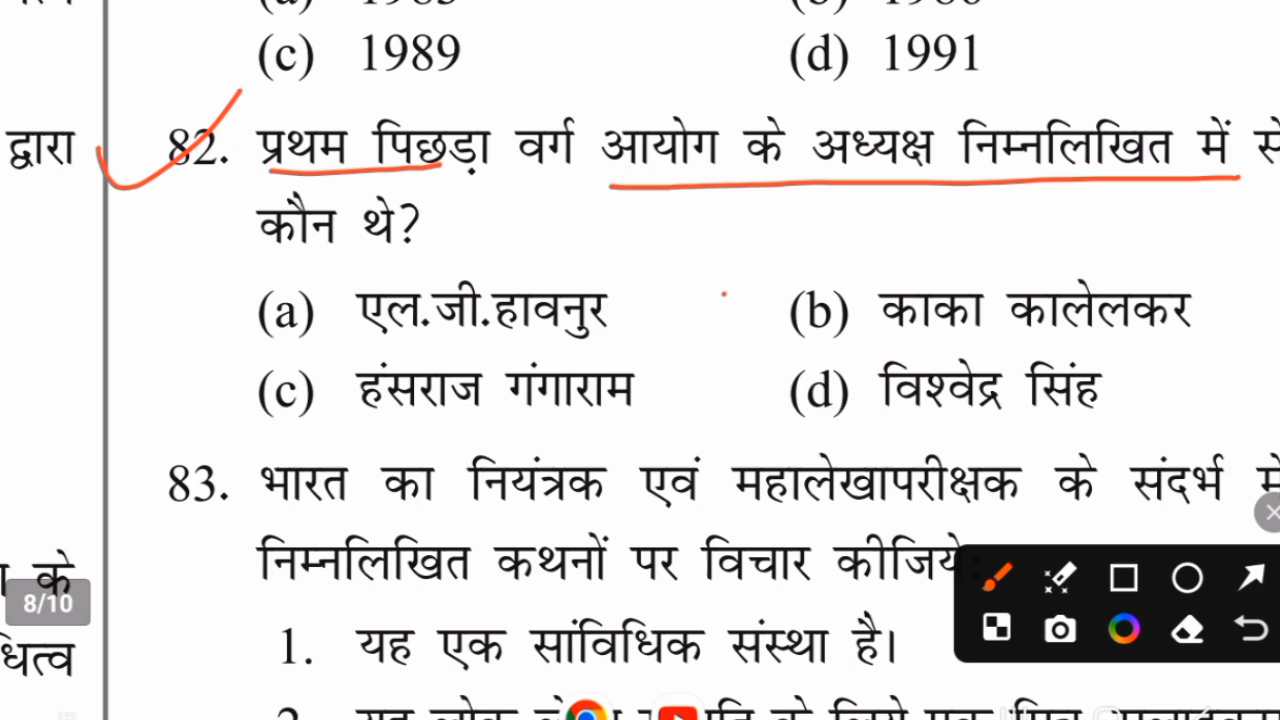 (c) 1989 (d) 1991
द्वारा
82. प्रथम पिछड़ा वर्ग आयोग के अध्यक्ष निम्नलिखित में से
कौन थे?
(a) एल.जी.हावनुर (b) काका कालेलकर
(c) हंसराज गंगाराम (d) विश्वेद्र सिंह
83. भारत का नियंत्रक एवं महालेखापरीक्षक के संदर्भ में
निम्नलिखित कथनों पर विचार कीजिये
के
8/10
1. यह एक सांविधिक संस्था है।